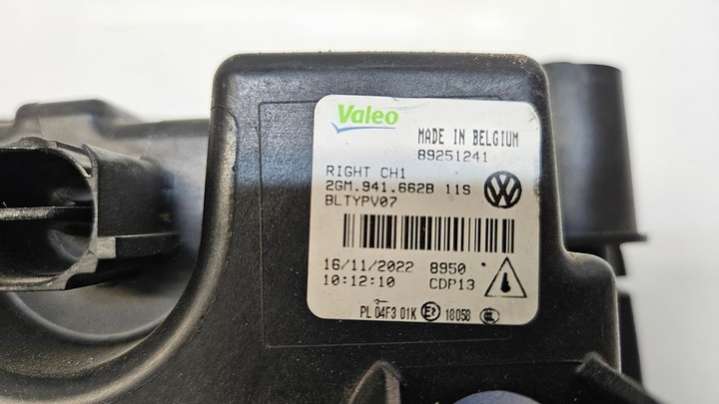 Valeo
MADE IN BELGIUM
89251241
RIGHT CH1
2GM.941.662B 11S
BLTYPV07
16/11/2022 8950
10:12:10 CDP13
PL 04F3 01K 18058